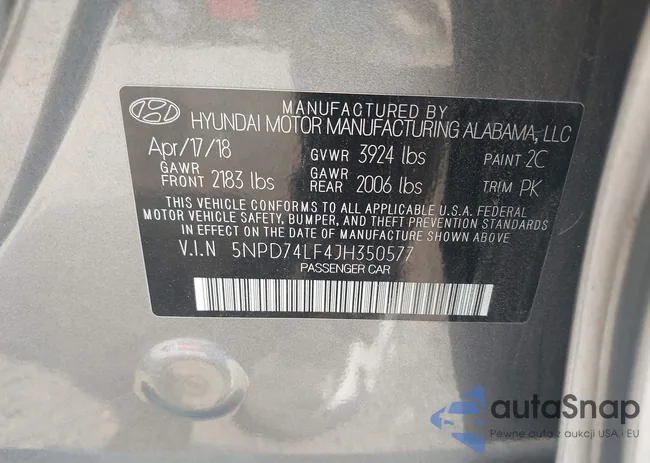 MANUFACTURED BY
HYUNDAI MOTOR MANUFACTURING ALABAMA, LLC
Apr/17/18 GVWR 3924 lbs PAINT 2C
GAWR FRONT 2183 lbs GAWR REAR 2006 lbs TRIM PK
THIS VEHICLE CONFORMS TO ALL APPLICABLE U.S.A. FEDERAL
MOTOR VEHICLE SAFETY, BUMPER, AND THEFT PREVENTION STANDARDS
IN EFFECT ON THE DATE OF MANUFACTURE SHOWN ABOVE
V.I.N 5NPD74LF4JH350577
PASSENGER CAR
autaSnap
Pewne auta z aukcji USA i EU